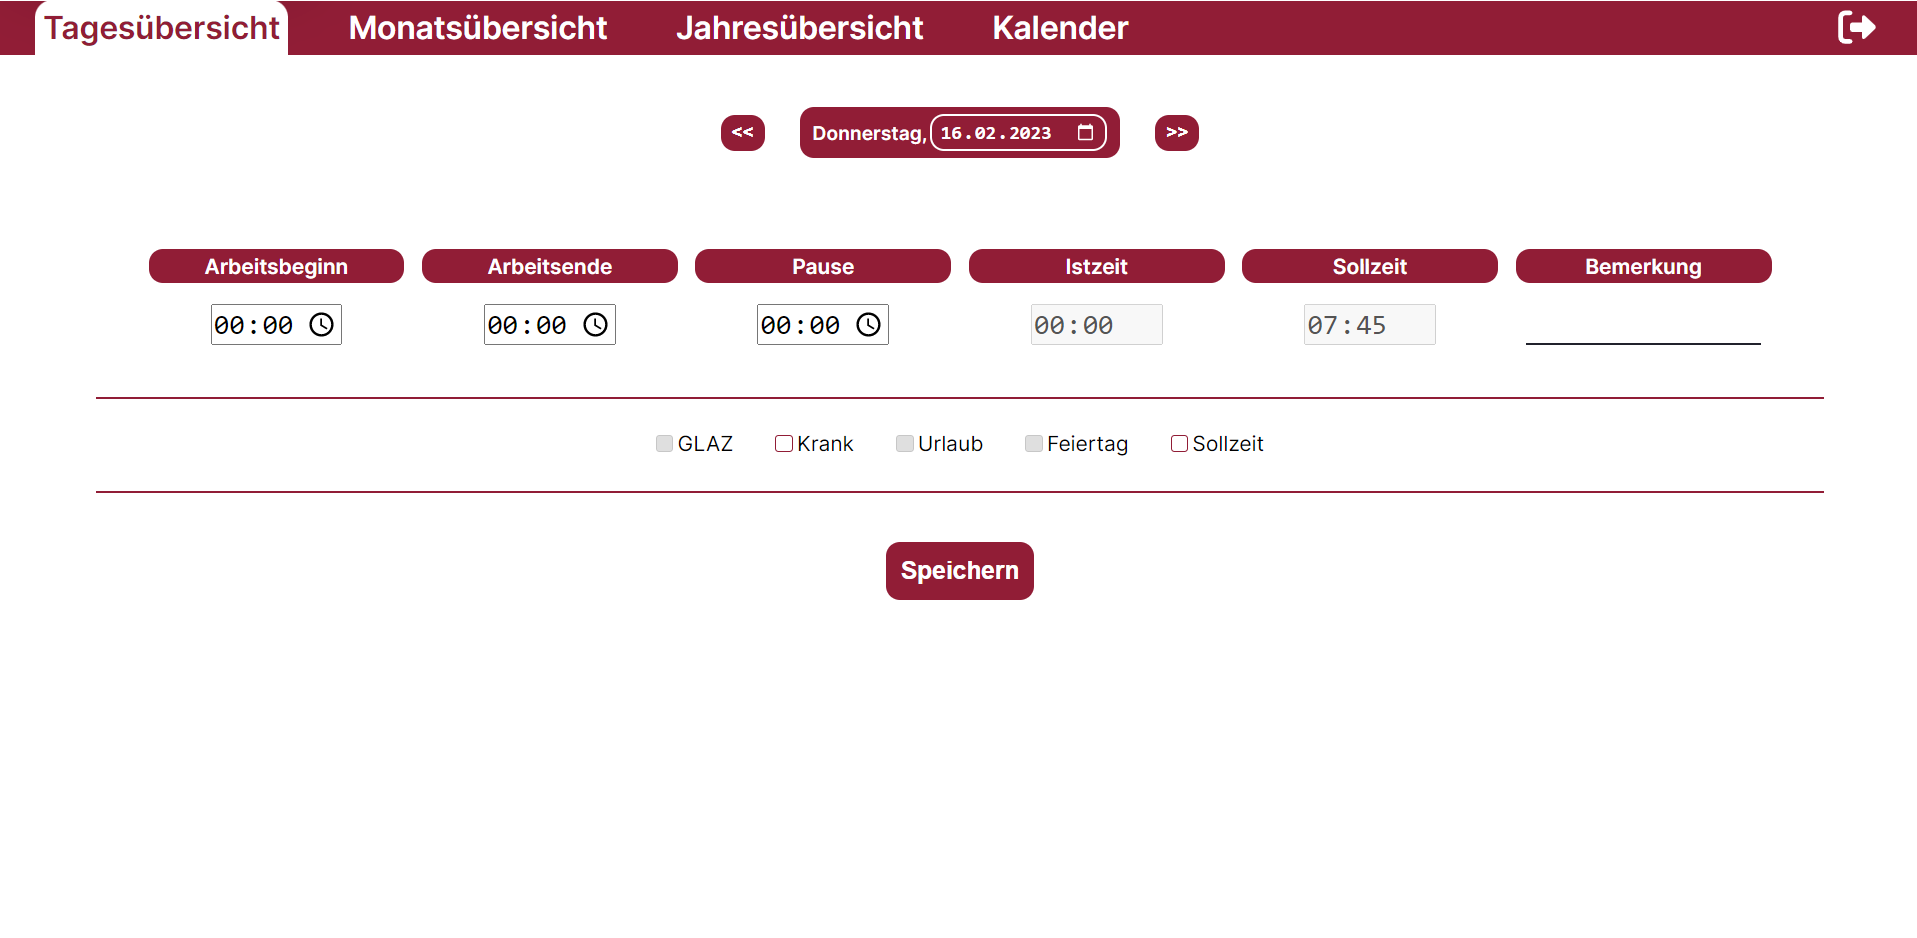 Tagesübersicht Monatsübersicht Jahresübersicht Kalender
<< Donnerstag, 16.02.2023 >>
Arbeitsbeginn Arbeitsende Pause Istzeit Sollzeit Bemerkung
00:00 00:00 00:00 00:00 07:45
GLAZ Krank Urlaub Feiertag Sollzeit
Speichern